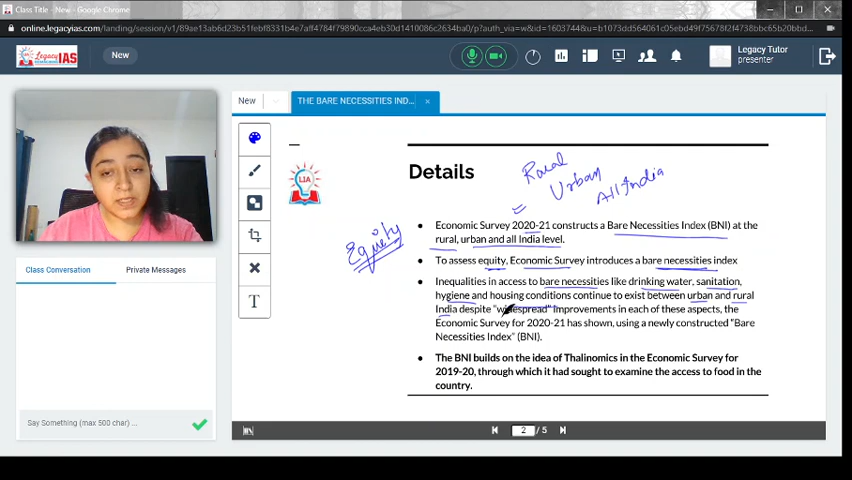 Class Title - New - Google Chrome
online.legacyias.com/landing/session/v1/89ae13ab6d23b51febf8331b4e7aff4784f79890cca4eb30d1410086c2634ba0/p?auth_via=w&id=1603744&u=b1073dd564061c05ebd49f75678f2f4738bbc65b20bbd...
Legacy IAS
New
Legacy Tutor
presenter
New
THE BARE NECESSITIES IND...
LIA
Details
Rural
Urban
All India
=
Equity
Economic Survey 2020-21 constructs a Bare Necessities Index (BNI) at the
rural, urban and all India level.
To assess equity, Economic Survey introduces a bare necessities index
Inequalities in access to bare necessities like drinking water, sanitation,
hygiene and housing conditions continue to exist between urban and rural
India despite "widespread" improvements in each of these aspects, the
Economic Survey for 2020-21 has shown, using a newly constructed "Bare
Necessities Index" (BNI).
The BNI builds on the idea of Thalinomics in the Economic Survey for
2019-20, through which it had sought to examine the access to food in the
country.
T
Class Conversation
Private Messages
Say Something (max 500 char) ...
2 / 5